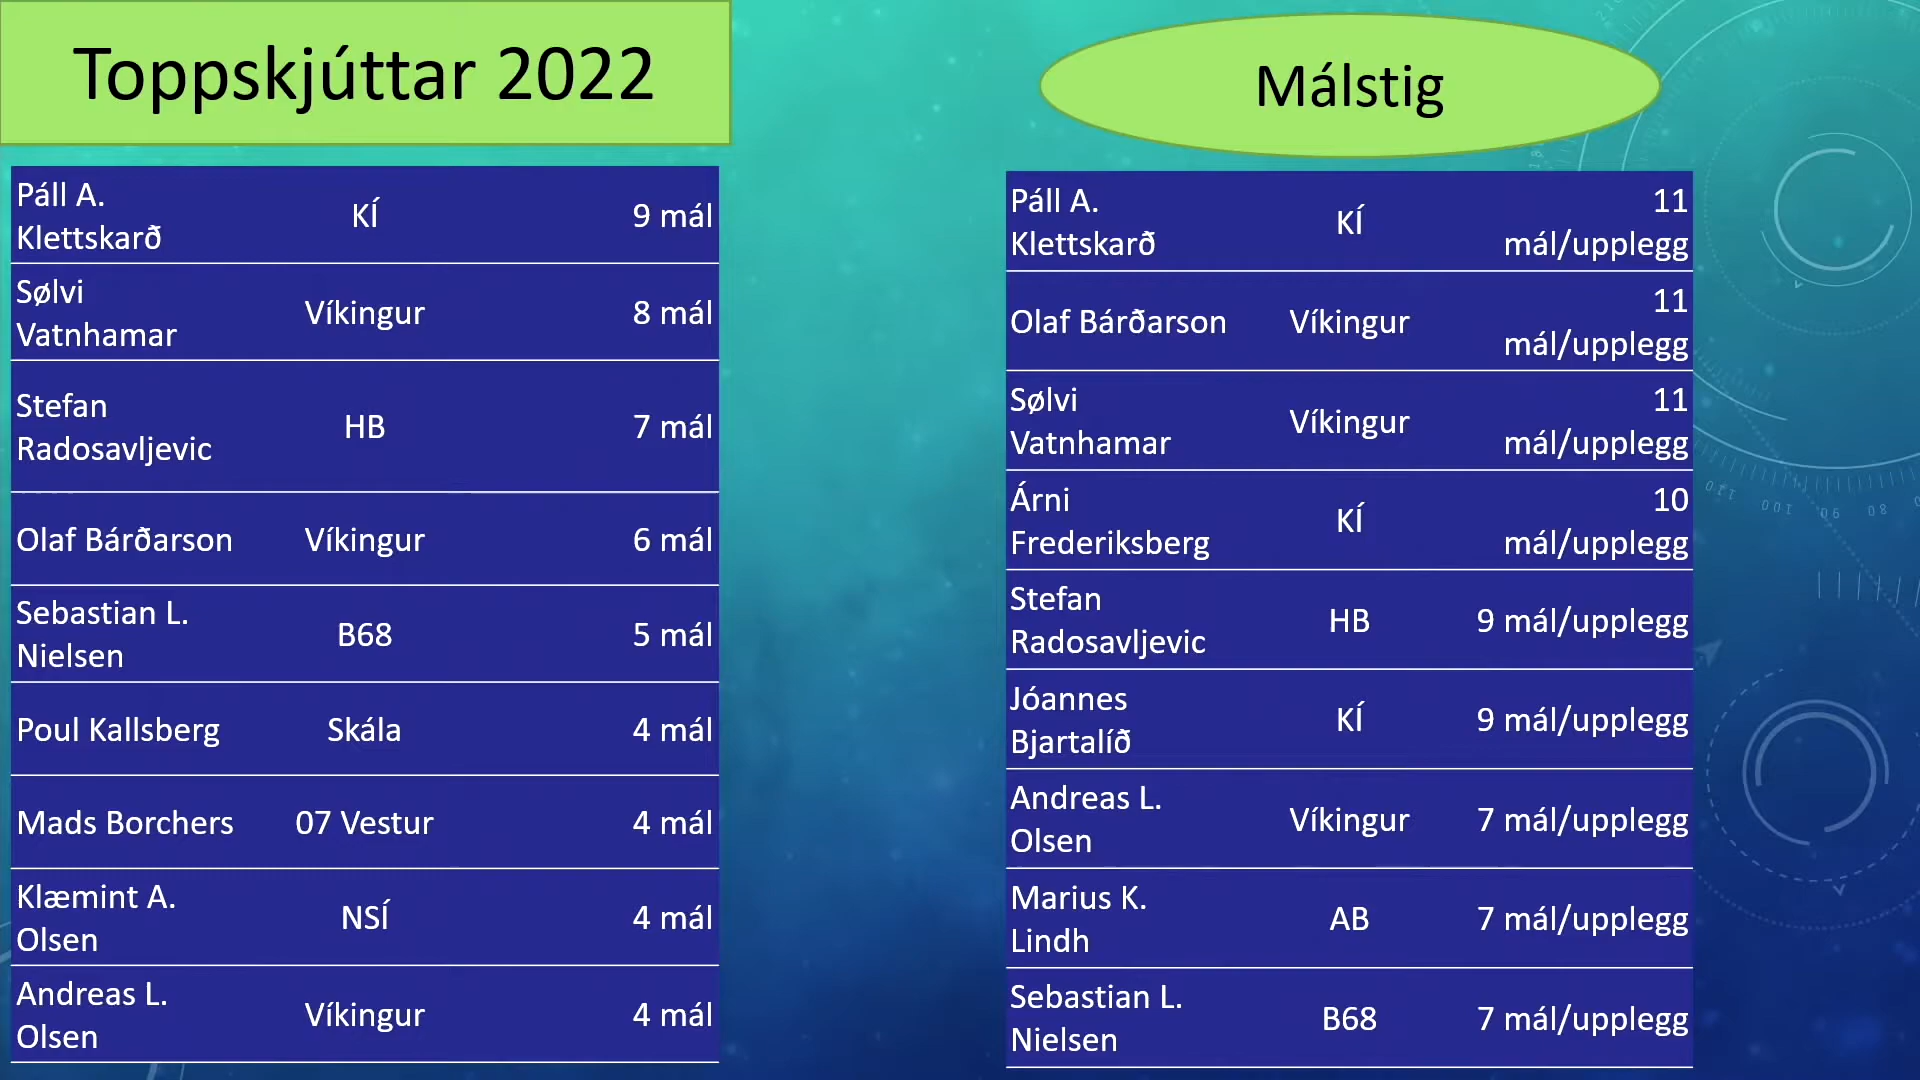 Toppskjúttar 2022
Páll A.
Klettskarð
KÍ
9 mál
Sølvi
Vatnhamar
Víkingur
8 mál
Stefan
Radosavljevic
HB
7 mál
Olaf Bárðarson
Víkingur
6 mál
Sebastian L.
Nielsen
B68
5 mál
Poul Kallsberg
Skála
4 mál
Mads Borchers
07 Vestur
4 mál
Klæmint A.
Olsen
NSÍ
4 mál
Andreas L.
Olsen
Víkingur
4 mál
Málstig
Páll A.
Klettskarð
KÍ
11
mál/upplegg
Olaf Bárðarson
Víkingur
11
mál/upplegg
Sølvi
Vatnhamar
Víkingur
11
mál/upplegg
Árni
Frederiksberg
KÍ
10
mál/upplegg
Stefan
Radosavljevic
HB
9 mál/upplegg
Jóannes
Bjartalíð
KÍ
9 mál/upplegg
Andreas L.
Olsen
Víkingur
7 mál/upplegg
Marius K.
Lindh
AB
7 mál/upplegg
Sebastian L.
Nielsen
B68
7 mál/upplegg
110
100
90
80